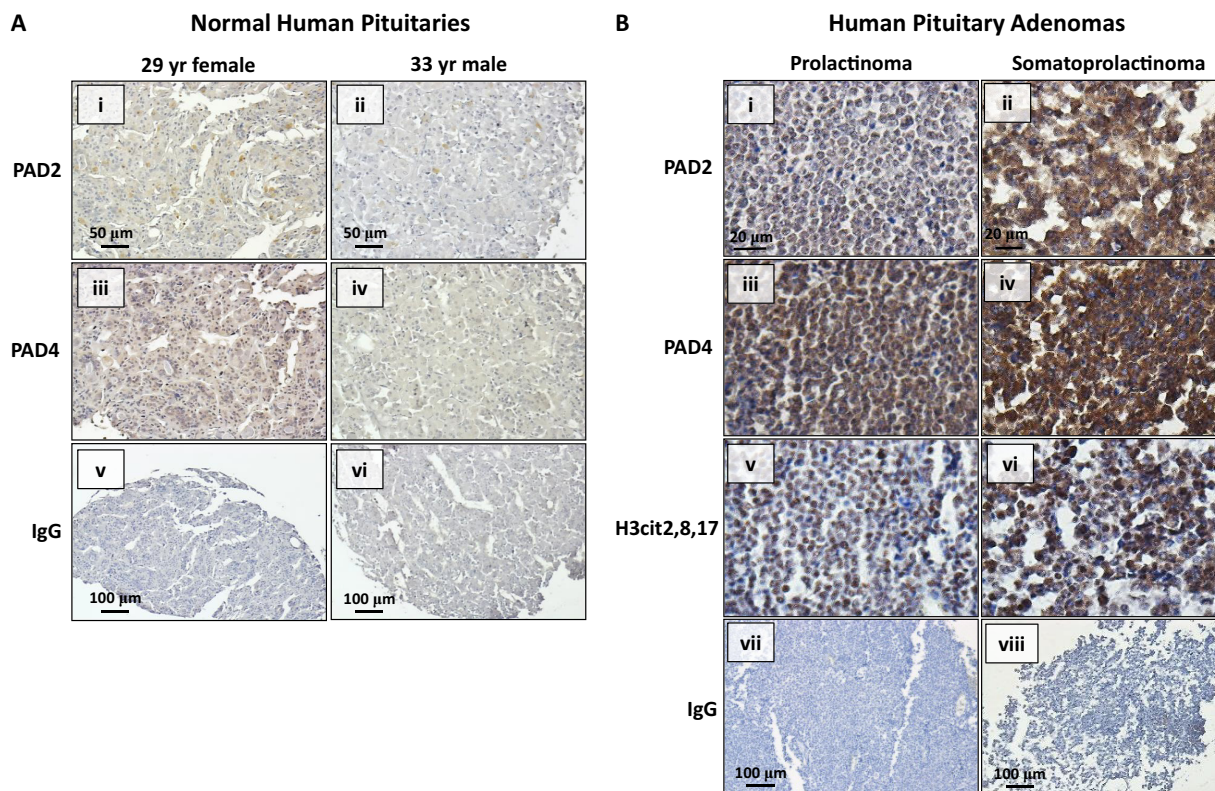 A
Normal Human Pituitaries
29 yr female
33 yr male
PAD2
i
50 µm
ii
50 µm
PAD4
iii
iv
IgG
v
100 µm
vi
100 µm
B
Human Pituitary Adenomas
Prolactinoma
Somatoprolactinoma
PAD2
i
20 µm
ii
20 µm
PAD4
iii
iv
H3cit2,8,17
v
vi
IgG
vii
100 µm
viii
100 µm